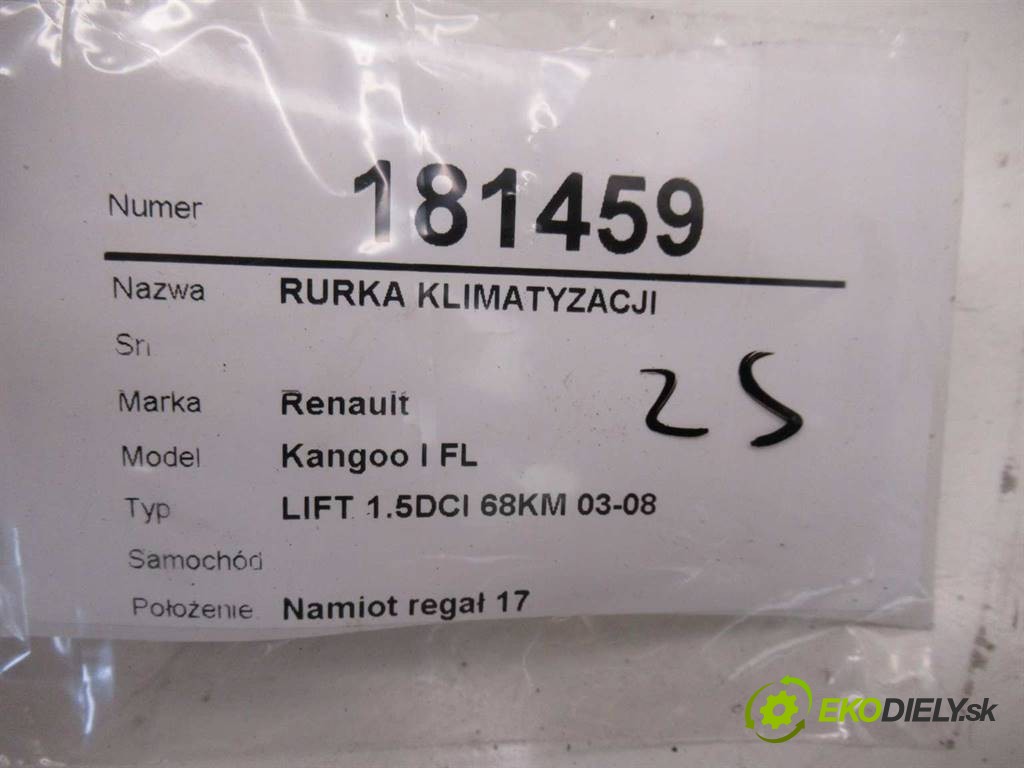 Numer 181459
Nazwa RURKA KLIMATYZACJI
Sn
Marka Renault
25
Model Kangoo I FL
Typ LIFT 1.5DCI 68KM 03-08
Samochód
Położenie Namiot regał 17
EKODIELY.sk